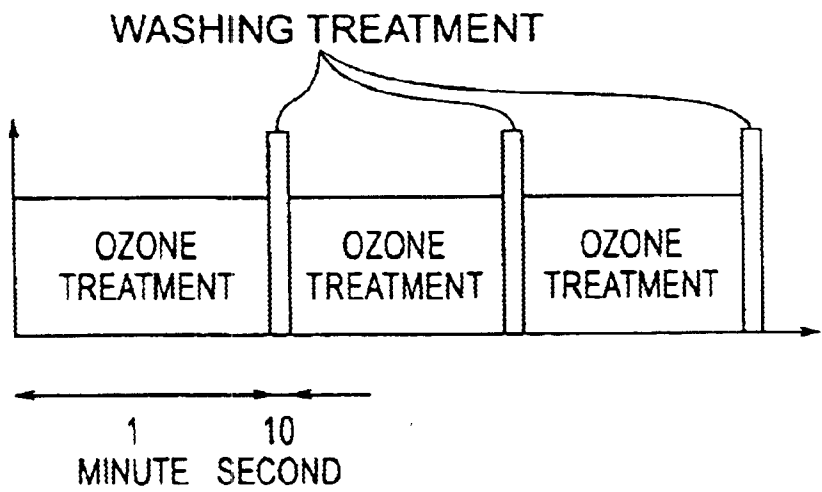 WASHING TREATMENT
OZONE TREATMENT
OZONE TREATMENT
OZONE TREATMENT
1 MINUTE
10 SECOND